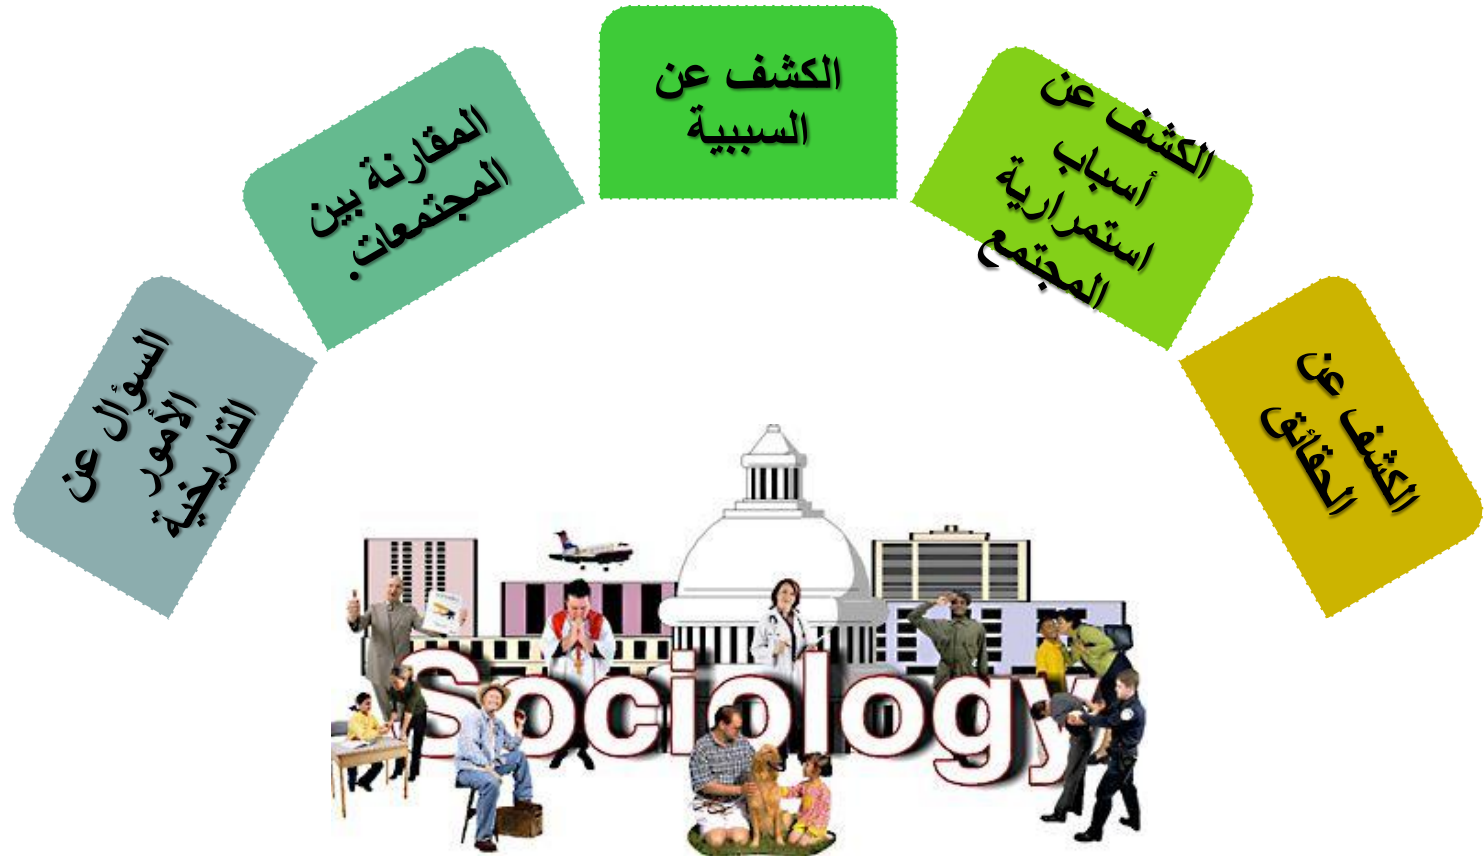 الكشف عن
الحقائق
الكشف عن
أسباب
استمرارية
المجتمع
الكشف عن
السببية
المقارنة بين
المجتمعات.
السؤال عن
الأمور
التاريخية
Sociology